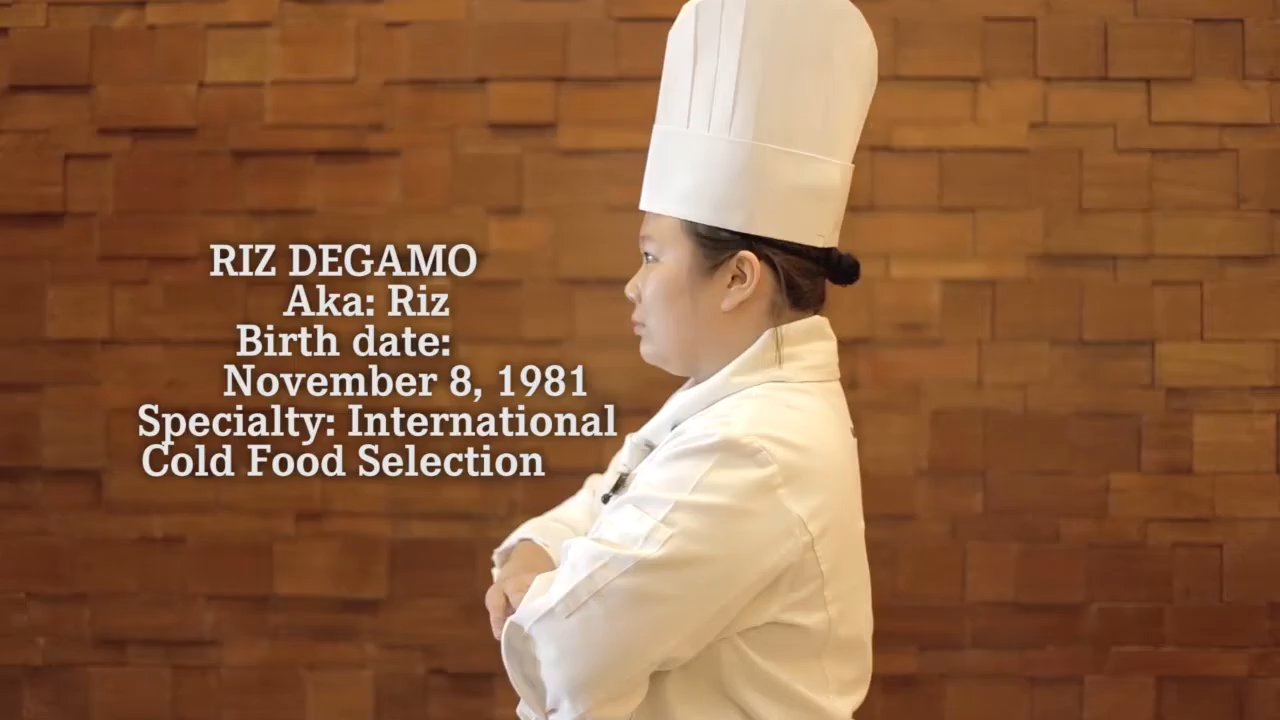 RIZ DEGAMO
Aka: Riz
Birth date:
November 8, 1981
Specialty: International
Cold Food Selection